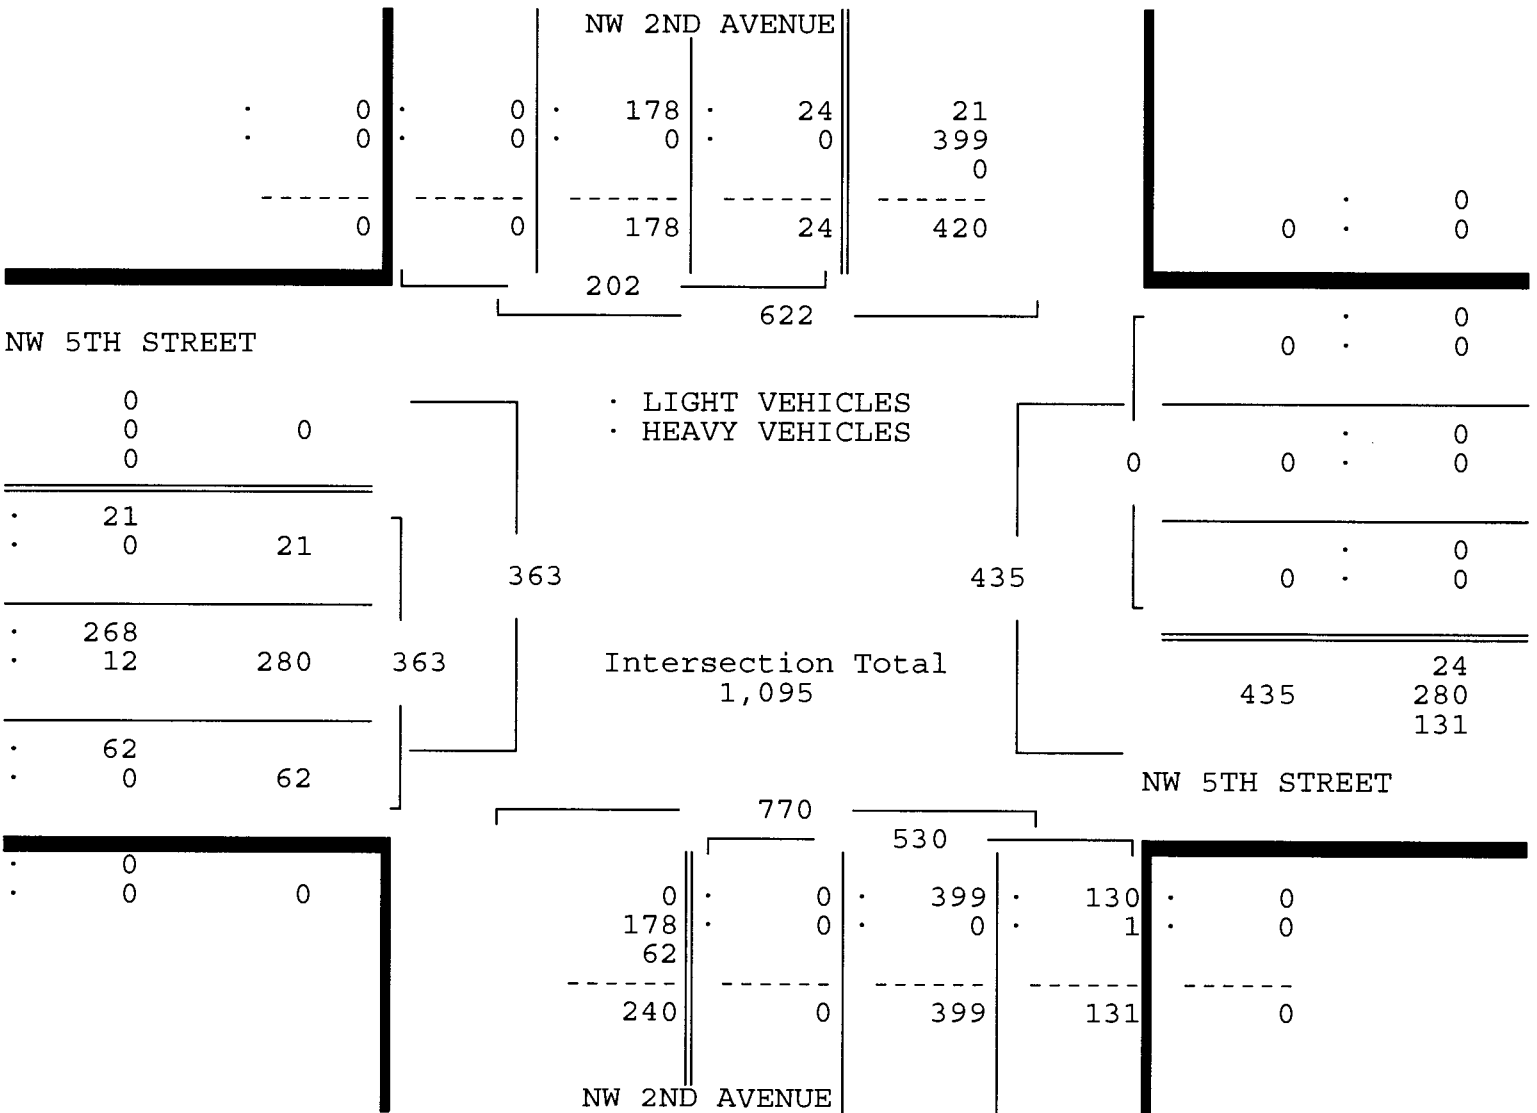 NW 2ND AVENUE
· 0 · 0 · 178 · 24 21
· 0 · 0 · 0 · 0 399
0
------ ------ ------ ------ ------
· 0
0 0 178 24 420 0 · 0
202
622 · 0
NW 5TH STREET 0 · 0
0 · LIGHT VEHICLES
0 0 · HEAVY VEHICLES · 0
0 0 0 · 0
· 21
· 0 21 · 0
363 435 0 · 0
· 268
· 12 280 363 Intersection Total 24
1,095 435 280
131
· 62
· 0 62 NW 5TH STREET
770
530
· 0
· 0 0 0 · 0 · 399 · 130 · 0
178 · 0 · 0 · 1 · 0
62
------ ------ ------ ------ ------
240 0 399 131 0
NW 2ND AVENUE